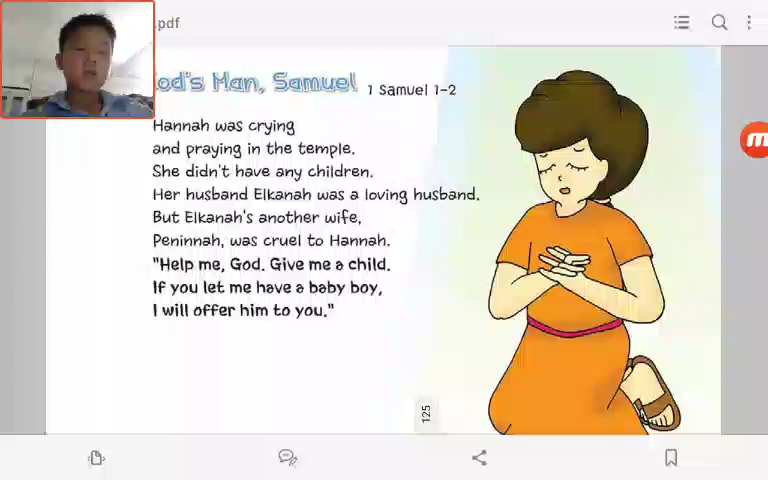 .pdf
od's Man, Samuel 1 Samuel 1-2
Hannah was crying
and praying in the temple.
She didn't have any children.
Her husband Elkanah was a loving husband.
But Elkanah's another wife,
Peninnah, was cruel to Hannah.
"Help me, God. Give me a child.
If you let me have a baby boy,
I will offer him to you."
125